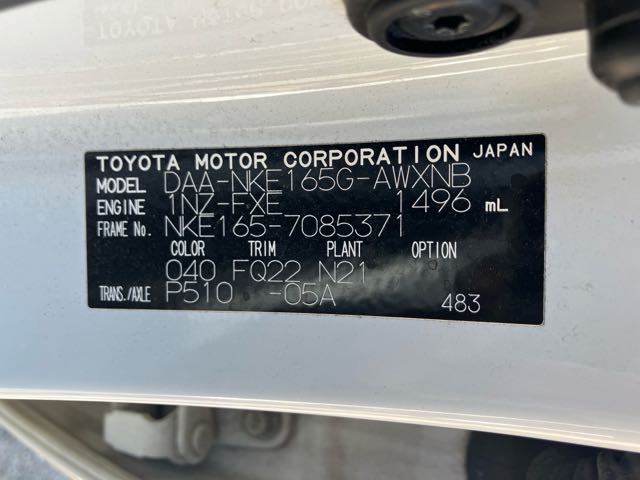 TOYOTA MOTOR CORPORATION JAPAN
MODEL DAA-NKE165G-AWXNB
ENGINE 1NZ-FXE 1496 mL
FRAME No. NKE165-7085371
COLOR TRIM PLANT OPTION
040 FQ22 N21
TRANS./AXLE P510 -05A 483